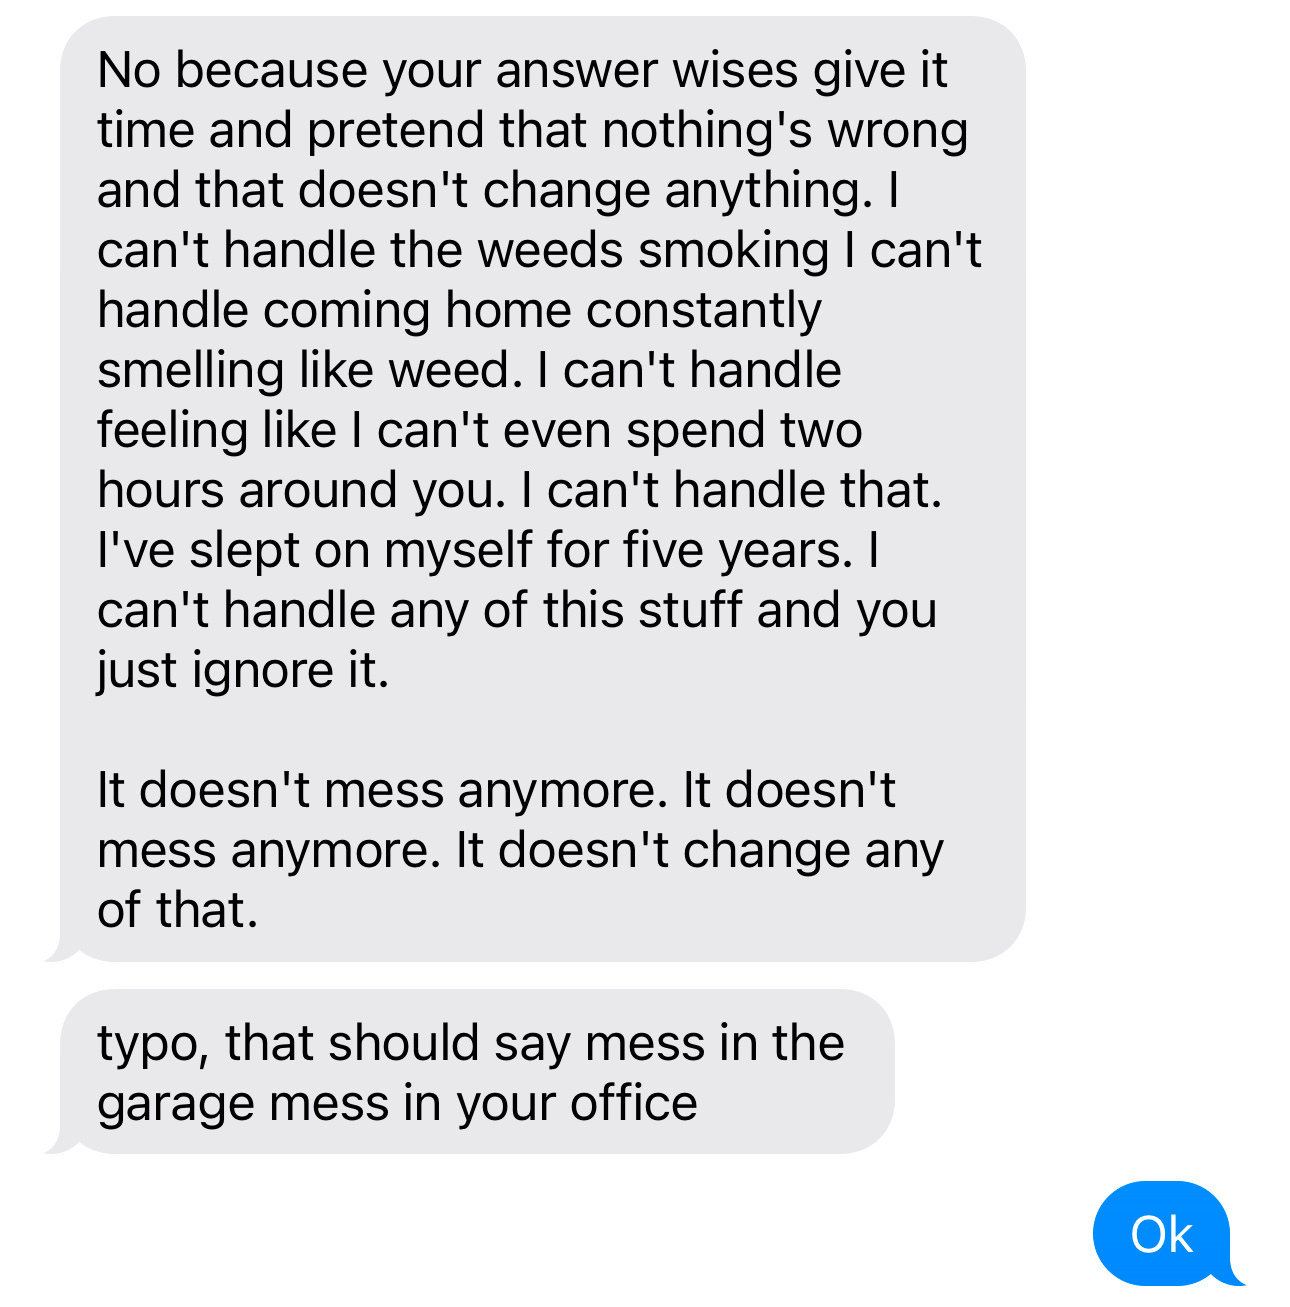 No because your answer wises give it
time and pretend that nothing's wrong
and that doesn't change anything. I
can't handle the weeds smoking I can't
handle coming home constantly
smelling like weed. I can't handle
feeling like I can't even spend two
hours around you. I can't handle that.
I've slept on myself for five years. I
can't handle any of this stuff and you
just ignore it.

It doesn't mess anymore. It doesn't
mess anymore. It doesn't change any
of that.
typo, that should say mess in the
garage mess in your office
Ok